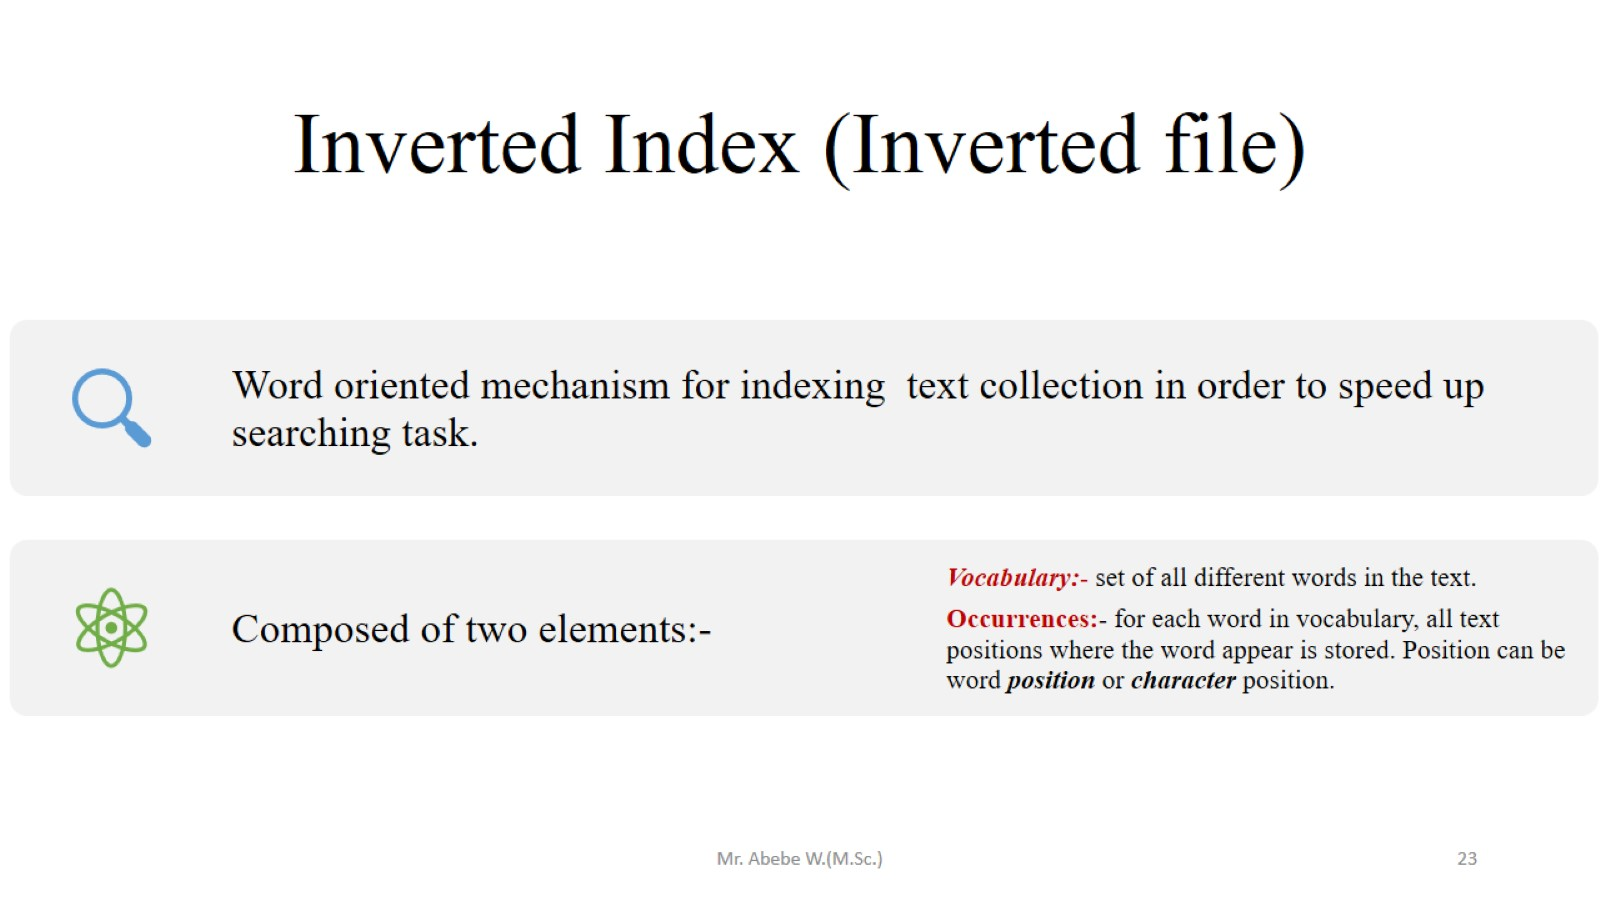 Inverted Index (Inverted file)
Word oriented mechanism for indexing  text collection in order to speed up
searching task.
Composed of two elements:-
Vocabulary:- set of all different words in the text.
Occurrences:- for each word in vocabulary, all text
positions where the word appear is stored. Position can be
word position or character position.
Mr. Abebe W.(M.Sc.)
23